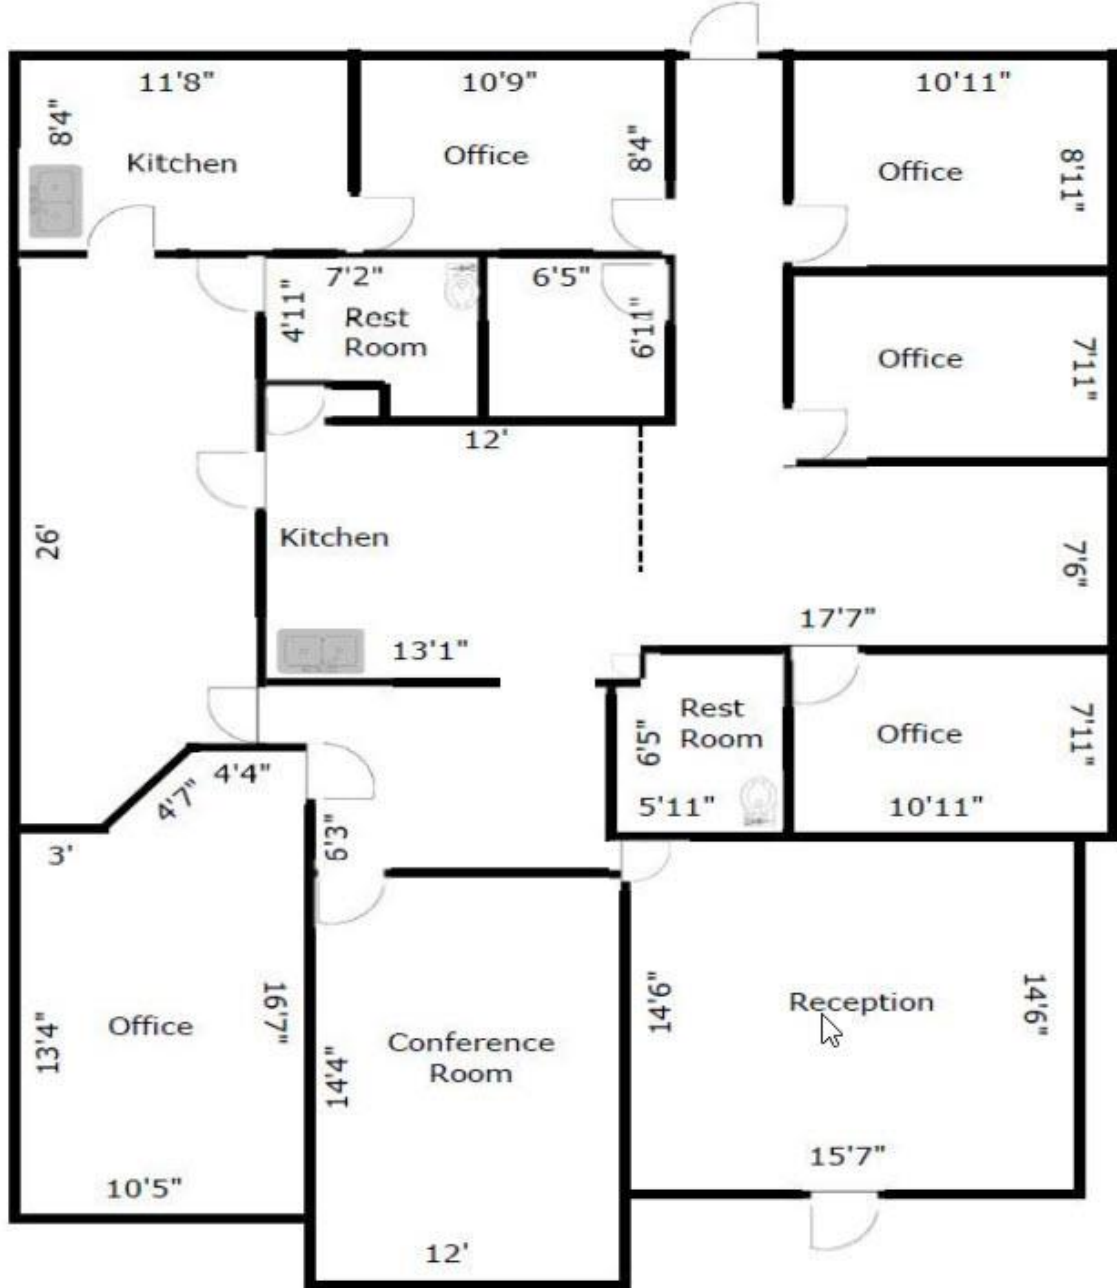 11'8"
10'9"
10'11"
8'4"
Kitchen
Office
8'4"
Office
8'11"
7'2"
6'5"
4'11"
Rest
Room
6'11"
Office
7'11"
12'
26'
Kitchen
7'6"
17'7"
13'1"
Rest
Room
6'5"
5'11"
Office
7'11"
10'11"
4'4"
4'7"
3'
6'3"
13'4"
Office
16'7"
10'5"
14'4"
Conference
Room
12'
14'6"
Reception
14'6"
15'7"